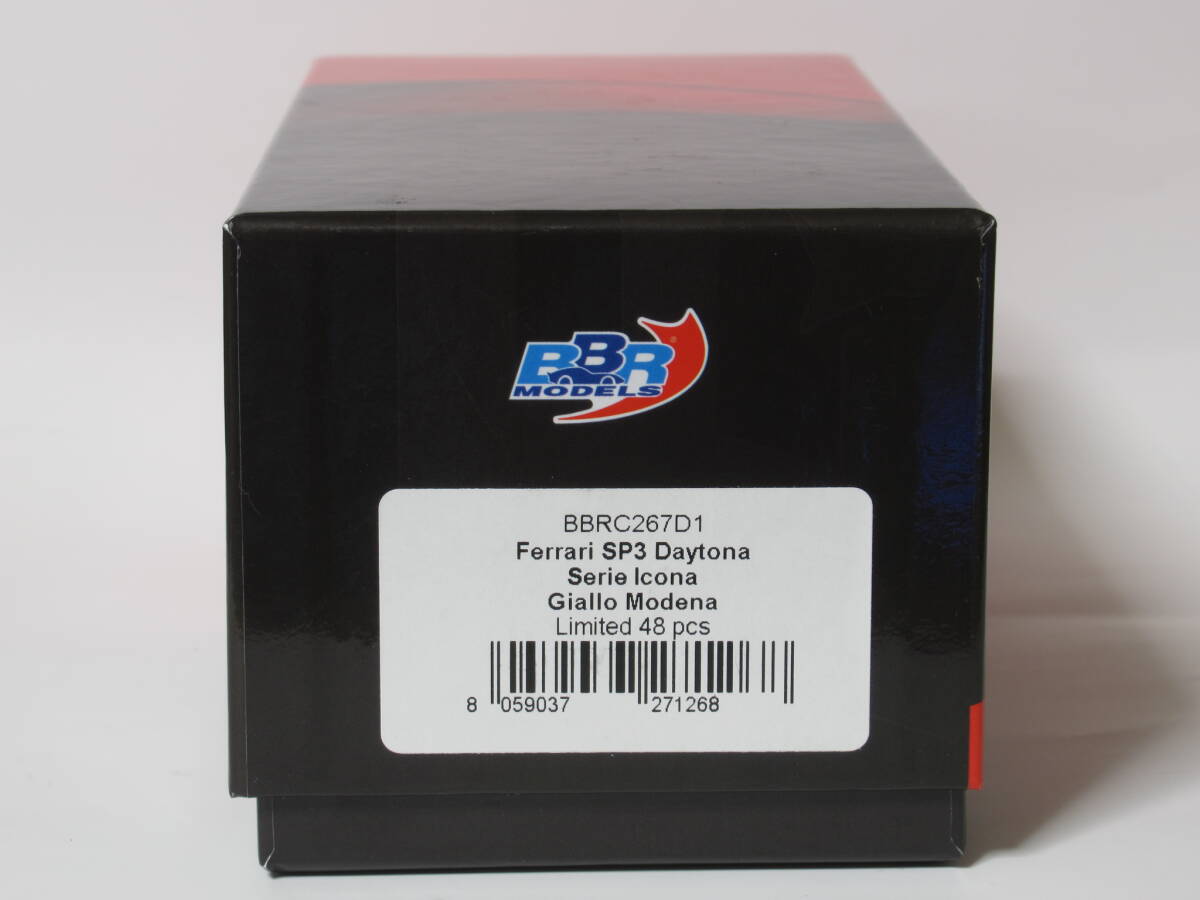 BBR
MODELS
BBRC267D1
Ferrari SP3 Daytona
Serie Icona
Giallo Modena
Limited 48 pcs
8 059037 271268